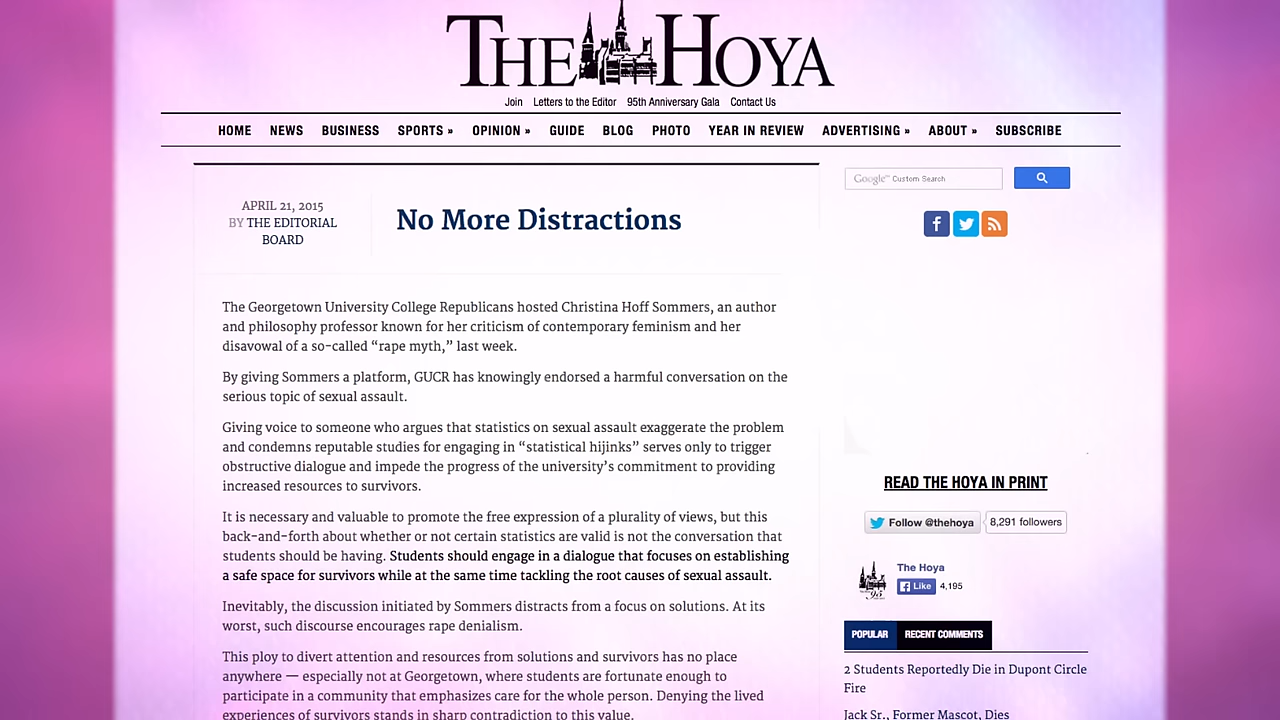 THE HOYA
Join Letters to the Editor 95th Anniversary Gala Contact Us
HOME NEWS BUSINESS SPORTS » OPINION » GUIDE BLOG PHOTO YEAR IN REVIEW ADVERTISING » ABOUT » SUBSCRIBE
APRIL 21, 2015
BY THE EDITORIAL
BOARD
No More Distractions
The Georgetown University College Republicans hosted Christina Hoff Sommers, an author
and philosophy professor known for her criticism of contemporary feminism and her
disavowal of a so-called “rape myth,” last week.
By giving Sommers a platform, GUCR has knowingly endorsed a harmful conversation on the
serious topic of sexual assault.
Giving voice to someone who argues that statistics on sexual assault exaggerate the problem
and condemns reputable studies for engaging in “statistical hijinks” serves only to trigger
obstructive dialogue and impede the progress of the university’s commitment to providing
increased resources to survivors.
It is necessary and valuable to promote the free expression of a plurality of views, but this
back-and-forth about whether or not certain statistics are valid is not the conversation that
students should be having. Students should engage in a dialogue that focuses on establishing
a safe space for survivors while at the same time tackling the root causes of sexual assault.
Inevitably, the discussion initiated by Sommers distracts from a focus on solutions. At its
worst, such discourse encourages rape denialism.
This ploy to divert attention and resources from solutions and survivors has no place
anywhere — especially not at Georgetown, where students are fortunate enough to
participate in a community that emphasizes care for the whole person. Denying the lived
experiences of survivors stands in sharp contradiction to this value.
Google™ Custom Search
READ THE HOYA IN PRINT
Follow @thehoya 8,291 followers
The Hoya
Like 4,195
95
POPULAR RECENT COMMENTS
2 Students Reportedly Die in Dupont Circle
Fire
Jack Sr., Former Mascot, Dies